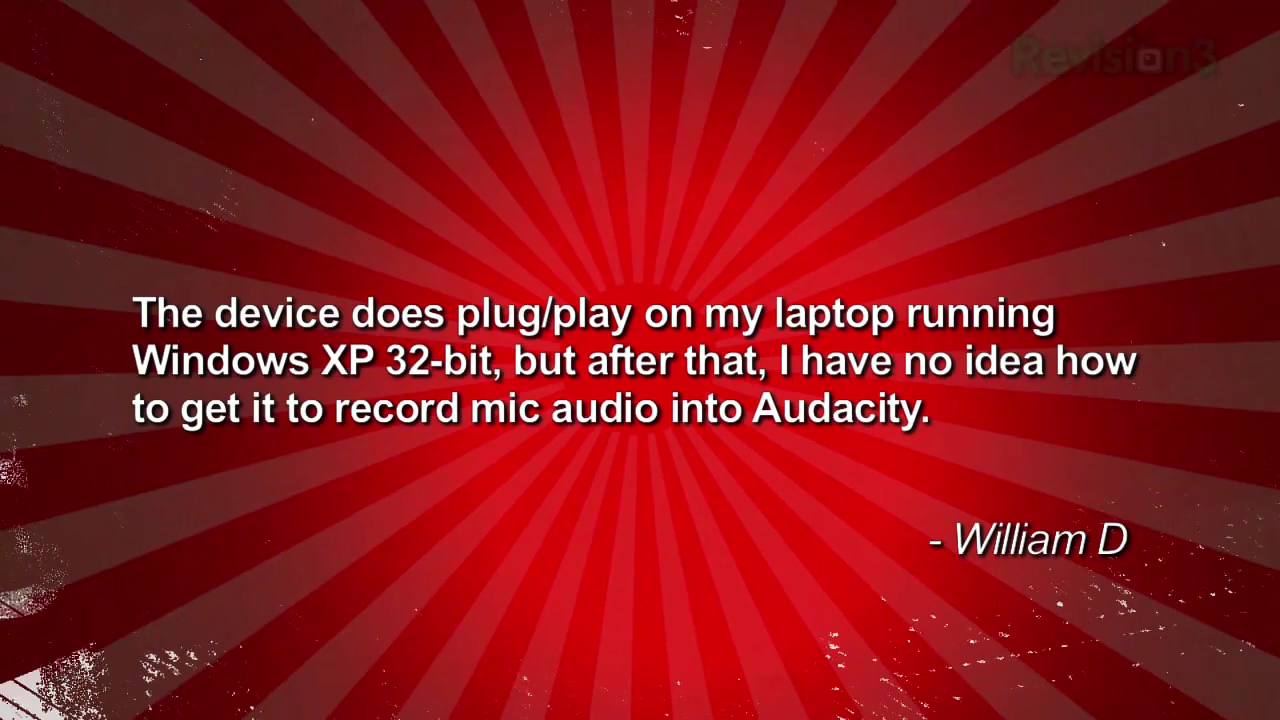 Revision3
The device does plug/play on my laptop running
Windows XP 32-bit, but after that, I have no idea how
to get it to record mic audio into Audacity.
- William D